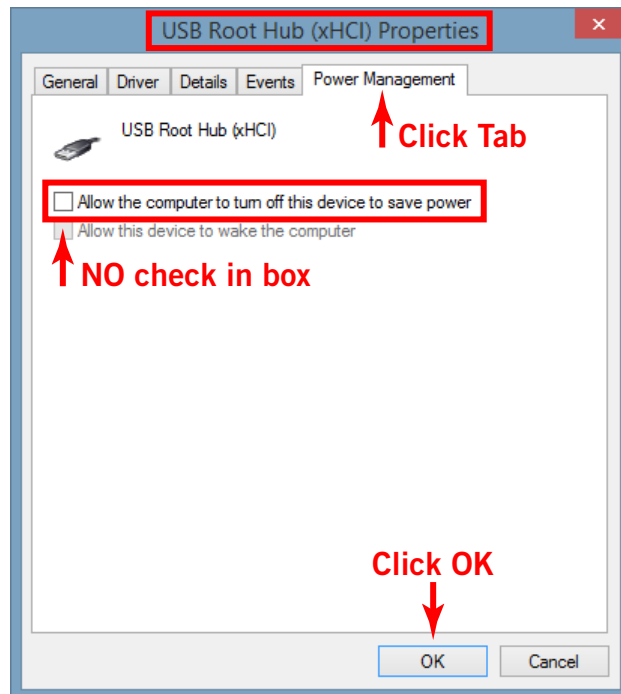 USB Root Hub (xHCI) Properties
General Driver Details Events Power Management
USB Root Hub (xHCI)
Click Tab
Allow the computer to turn off this device to save power
Allow this device to wake the computer
NO check in box
Click OK
OK Cancel